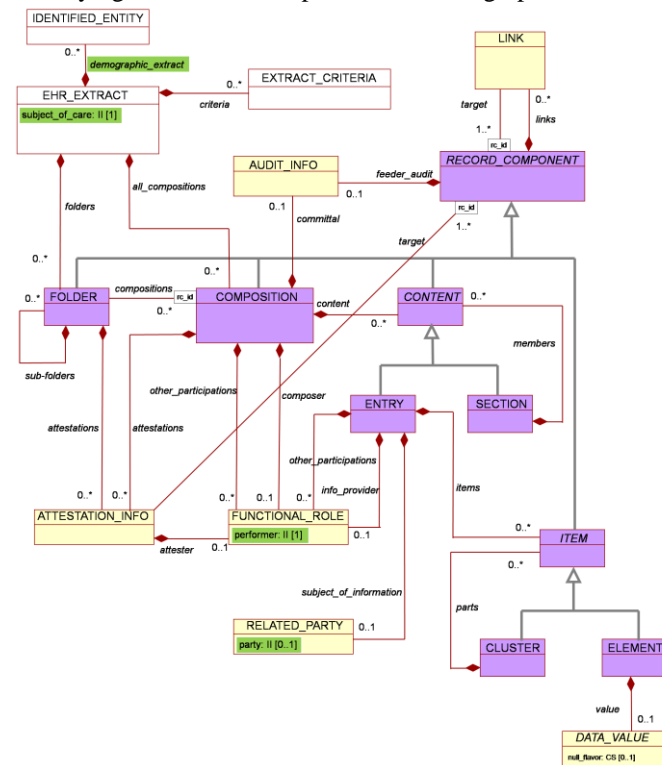 IDENTIFIED_ENTITY
0..*
demographic_extract
EHR_EXTRACT
subject_of_care: II [1]
0..*
criteria
EXTRACT_CRITERIA
LINK
target
0..*
links
1..*
rc_id
RECORD_COMPONENT
AUDIT_INFO
feeder_audit
0..1
0..1
committal
rc_id
1..*
target
all_compositions
folders
0..*
0..*
0..*
FOLDER
compositions
rc_id
0..*
COMPOSITION
content
0..*
CONTENT
0..*
members
sub-folders
other_participations
composer
ENTRY
SECTION
attestations
attestations
other_participations
info_provider
items
0..*
0..*
0..*
0..1
0..*
ATTESTATION_INFO
attester
0..1
FUNCTIONAL_ROLE
performer: II [1]
0..1
0..*
ITEM
0..*
subject_of_information
parts
RELATED_PARTY
party: II [0..1]
0..1
CLUSTER
ELEMENT
value
0..1
DATA_VALUE
null_flavor: CS [0..1]